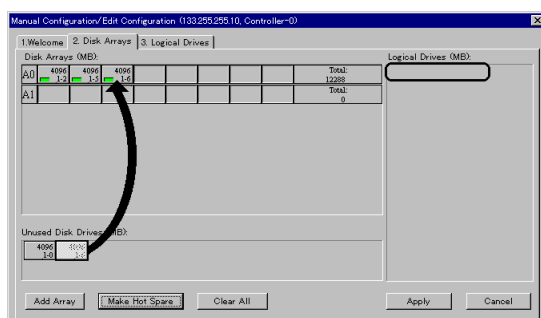 Manual Configuration/Edit Configuration (133.255.255.10, Controller-0)
1.Welcome 2. Disk Arrays 3. Logical Drives
Disk Arrays (MB): Logical Drives (MB):
A0 4096 1-2 4096 1-5 4096 1-6 Total: 12288
A1 Total: 0
Unused Disk Drives (MB):
4096 4096
1-0
Add Array Make Hot Spare Clear All Apply Cancel